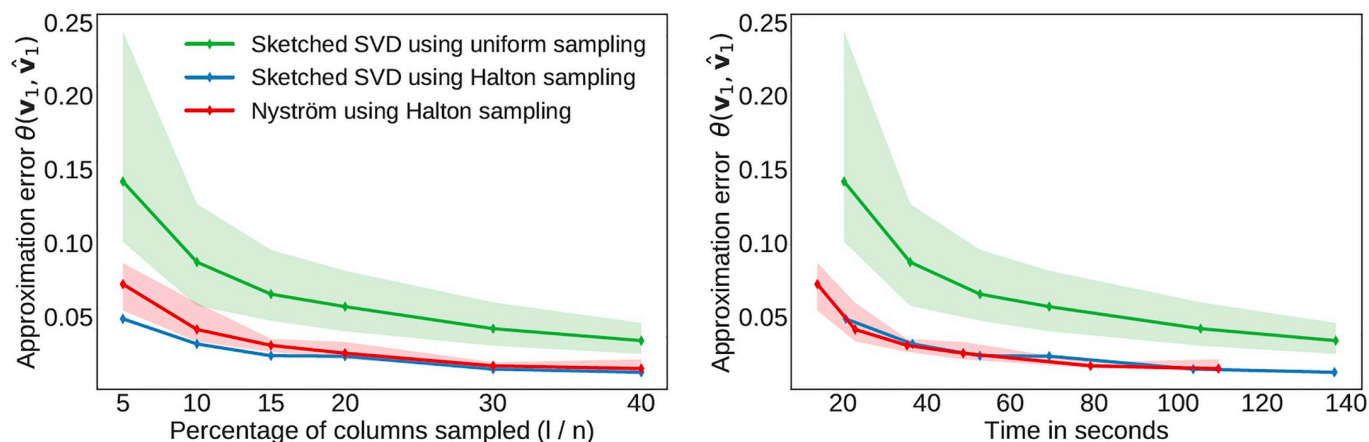 Approximation error θ(v₁, v̂₁)
0.25
0.20
0.15
0.10
0.05
Sketched SVD using uniform sampling
Sketched SVD using Halton sampling
Nyström using Halton sampling
5 10 15 20 30 40
Percentage of columns sampled (l / n)
Approximation error θ(v₁, v̂₁)
0.25
0.20
0.15
0.10
0.05
20 40 60 80 100 120 140
Time in seconds